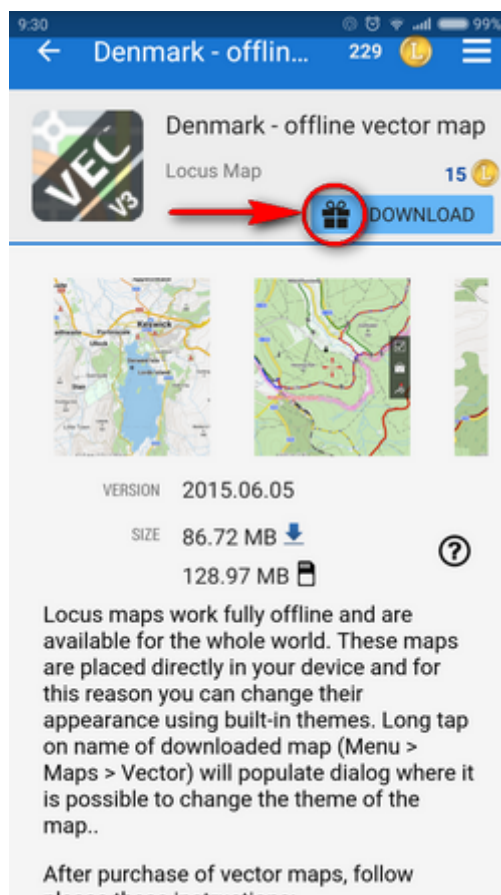 9:30
99%
Denmark - offlin...
229
Denmark - offline vector map
VEC
V3
Locus Map
15
DOWNLOAD
Keswick
VERSION 2015.06.05
SIZE 86.72 MB
128.97 MB
Locus maps work fully offline and are
available for the whole world. These maps
are placed directly in your device and for
this reason you can change their
appearance using built-in themes. Long tap
on name of downloaded map (Menu >
Maps > Vector) will populate dialog where it
is possible to change the theme of the
map..
After purchase of vector maps, follow